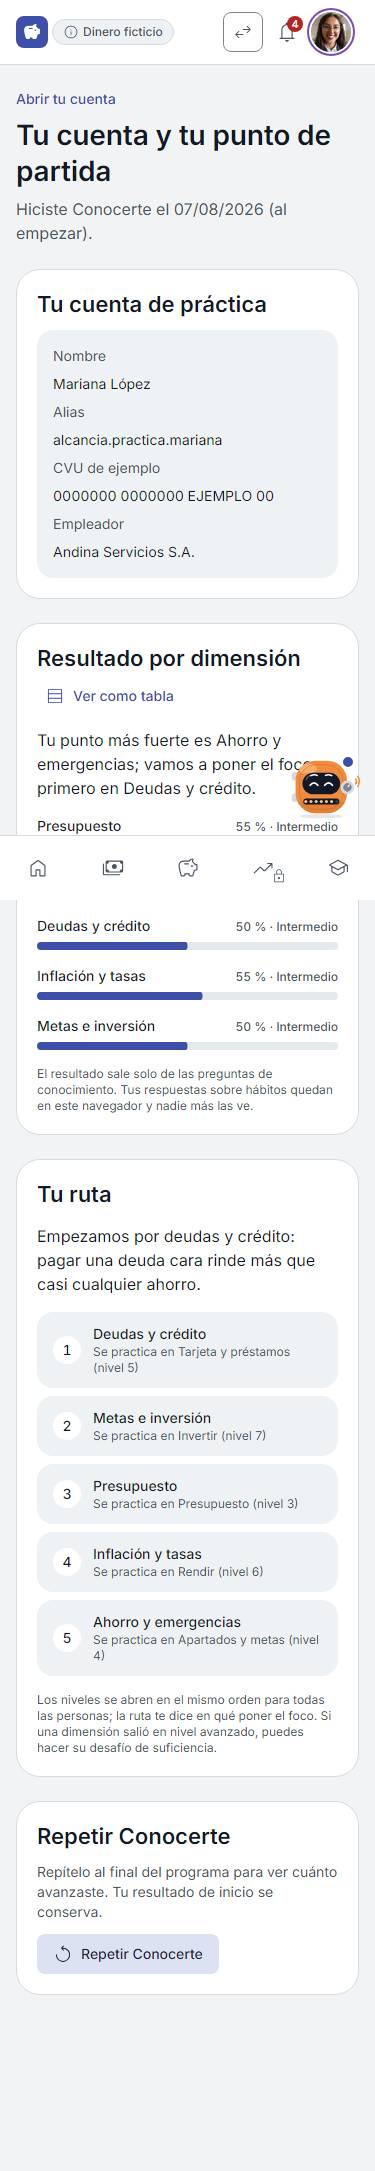 Dinero ficticio
4
Abrir tu cuenta
Tu cuenta y tu punto de
partida
Hiciste Conocerte el 07/08/2026 (al
empezar).
Tu cuenta de práctica
Nombre
Mariana López
Alias
alcancia.practica.mariana
CVU de ejemplo
0000000 0000000 EJEMPLO 00
Empleador
Andina Servicios S.A.
Resultado por dimensión
Ver como tabla
Tu punto más fuerte es Ahorro y
emergencias; vamos a poner el
primero en Deudas y crédito.
Presupuesto 55 % · Intermedio
Deudas y crédito 50 % · Intermedio
Inflación y tasas 55 % · Intermedio
Metas e inversión 50 % · Intermedio
El resultado sale solo de las preguntas de
conocimiento. Tus respuestas sobre hábitos quedan
en este navegador y nadie más las ve.
Tu ruta
Empezamos por deudas y crédito:
pagar una deuda cara rinde más que
casi cualquier ahorro.
1 Deudas y crédito
Se practica en Tarjeta y préstamos
(nivel 5)
2 Metas e inversión
Se practica en Invertir (nivel 7)
3 Presupuesto
Se practica en Presupuesto (nivel 3)
4 Inflación y tasas
Se practica en Rendir (nivel 6)
5 Ahorro y emergencias
Se practica en Apartados y metas (nivel
4)
Los niveles se abren en el mismo orden para todas
las personas; la ruta te dice en qué poner el foco. Si
una dimensión salió en nivel avanzado, puedes
hacer su desafío de suficiencia.
Repetir Conocerte
Repítelo al final del programa para ver cuánto
avanzaste. Tu resultado de inicio se
conserva.
Repetir Conocerte